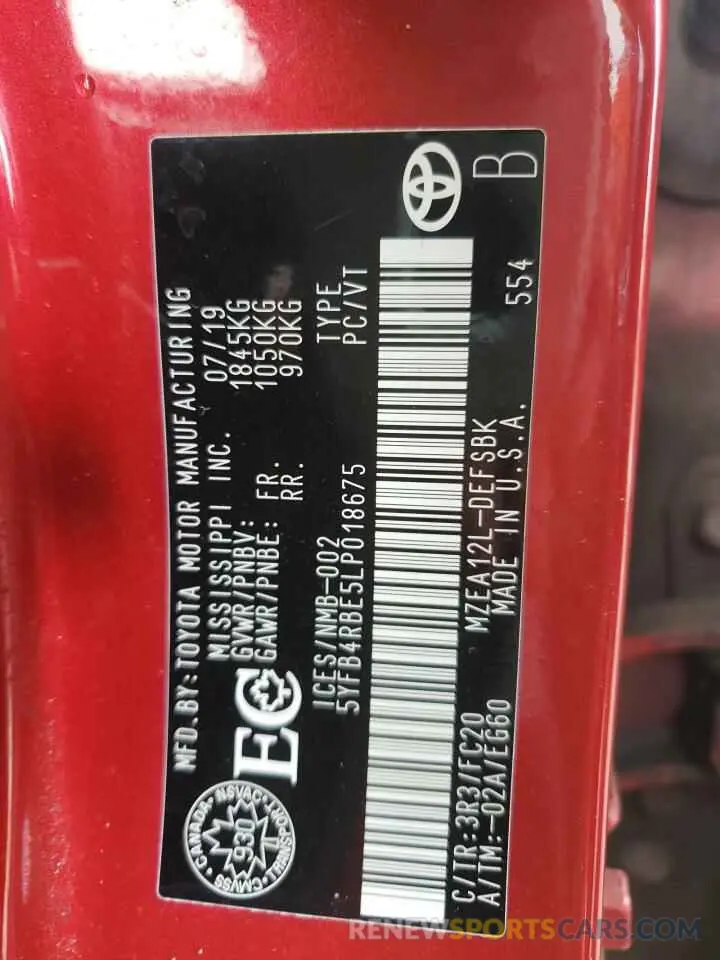 MFD.BY:TOYOTA MOTOR MANUFACTURING
MISSISSIPPI INC. 07/19
GVWR/PNBV: 1845KG
GAWR/PNBE: FR. 1050KG
RR. 970KG
CANADA NSVAC TRANSPORT CMVSS
930
EC
ICES/NMB-002 TYPE
5YFB4RBE5LP018675 PC/VT
C/TR:3R3/FC20 MZEA12L-DEFSBK
A/TM:-02A/EG60 MADE IN U.S.A. 554
B
RENEWSPORTSCARS.COM